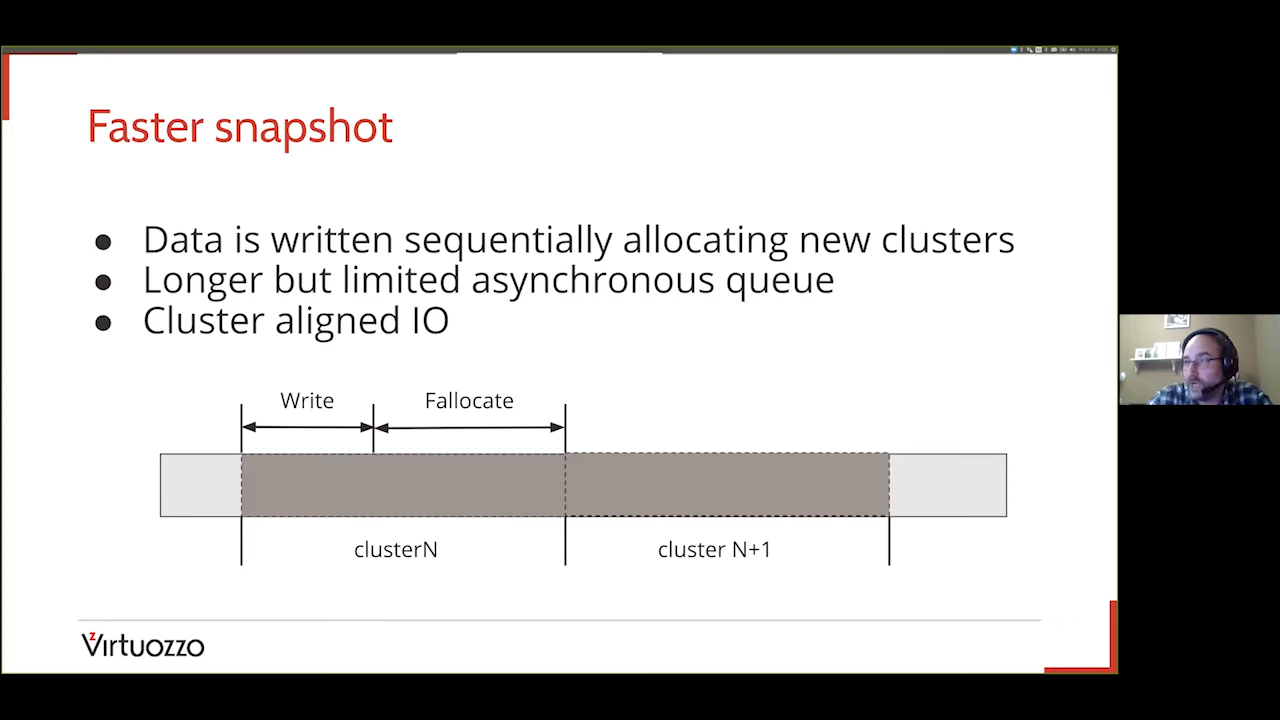 Faster snapshot
● Data is written sequentially allocating new clusters
● Longer but limited asynchronous queue
● Cluster aligned IO
Write
Fallocate
clusterN
cluster N+1
Virtuozzo